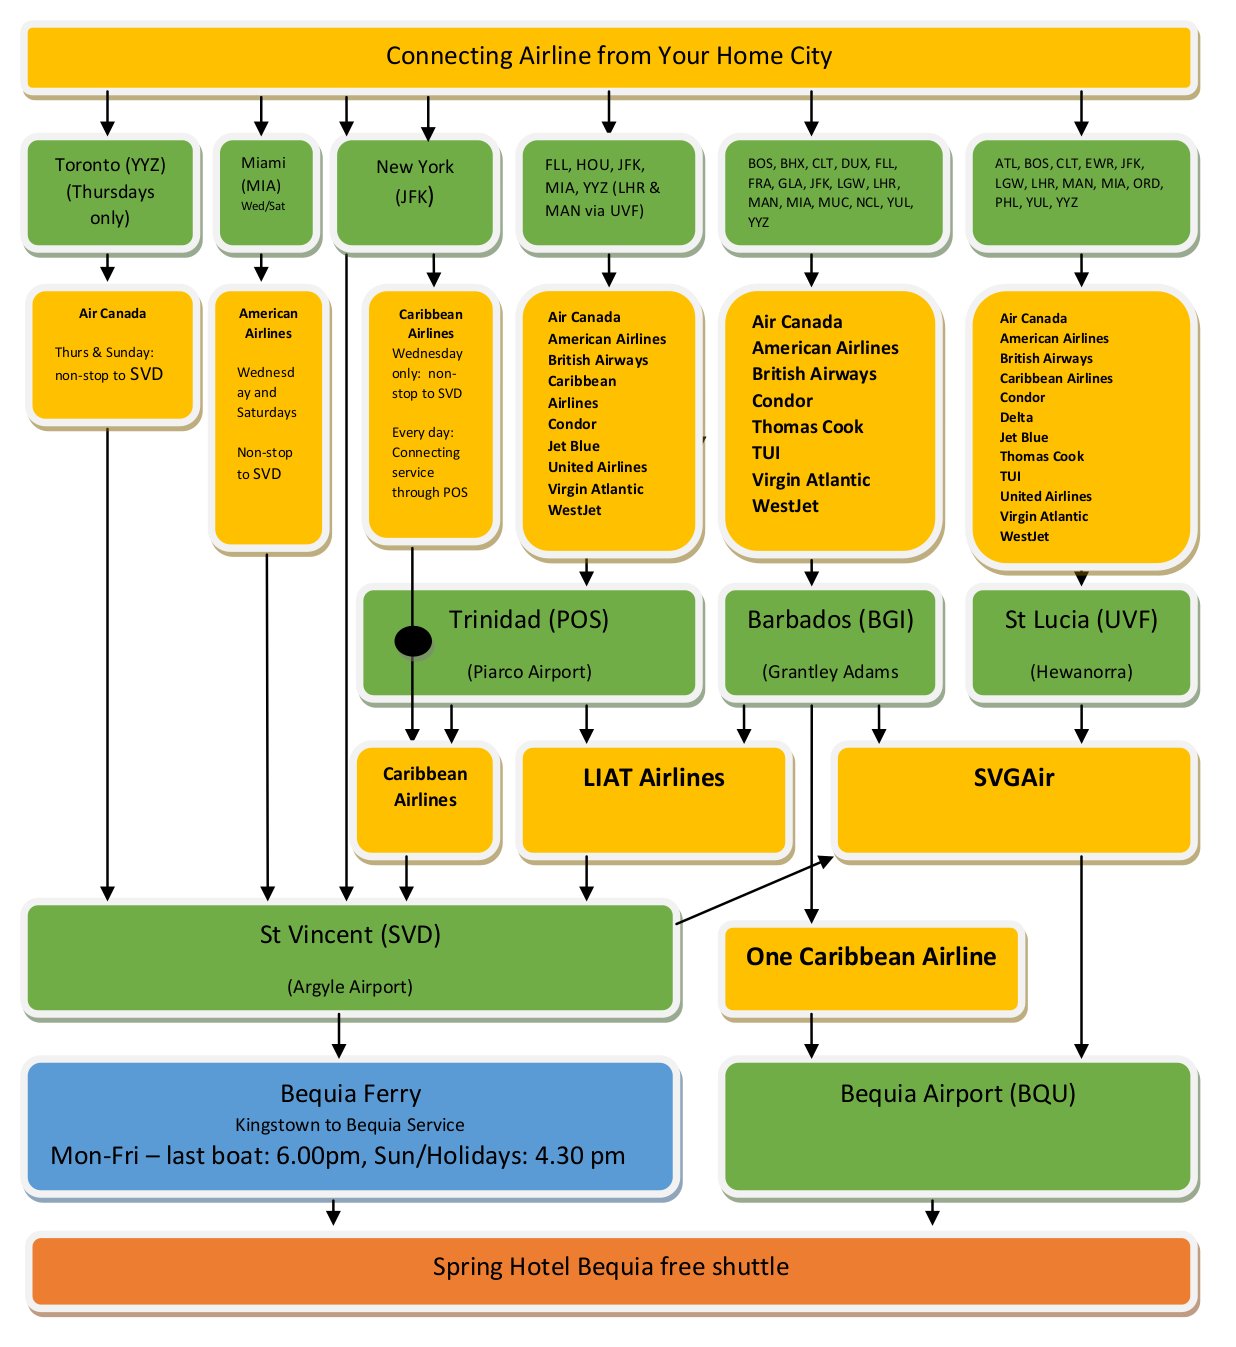 Connecting Airline from Your Home City
Toronto (YYZ)
(Thursdays
only)
Miami
(MIA)
Wed/Sat
New York
(JFK)
FLL, HOU, JFK,
MIA, YYZ (LHR &
MAN via UVF)
BOS, BHX, CLT, DUX, FLL,
FRA, GLA, JFK, LGW, LHR,
MAN, MIA, MUC, NCL, YUL,
YYZ
ATL, BOS, CLT, EWR, JFK,
LGW, LHR, MAN, MIA, ORD,
PHL, YUL, YYZ
Air Canada
Thurs & Sunday:
non-stop to SVD
American
Airlines
Wednesd
ay and
Saturdays
Non-stop
to SVD
Caribbean
Airlines
Wednesday
only: non-
stop to SVD
Every day:
Connecting
service
through POS
Air Canada
American Airlines
British Airways
Caribbean
Airlines
Condor
Jet Blue
United Airlines
Virgin Atlantic
WestJet
Air Canada
American Airlines
British Airways
Condor
Thomas Cook
TUI
Virgin Atlantic
WestJet
Air Canada
American Airlines
British Airways
Caribbean Airlines
Condor
Delta
Jet Blue
Thomas Cook
TUI
United Airlines
Virgin Atlantic
WestJet
Trinidad (POS)
(Piarco Airport)
Barbados (BGI)
(Grantley Adams
St Lucia (UVF)
(Hewanorra)
Caribbean
Airlines
LIAT Airlines
SVGAir
St Vincent (SVD)
(Argyle Airport)
One Caribbean Airline
Bequia Ferry
Kingstown to Bequia Service
Mon-Fri – last boat: 6.00pm, Sun/Holidays: 4.30 pm
Bequia Airport (BQU)
Spring Hotel Bequia free shuttle